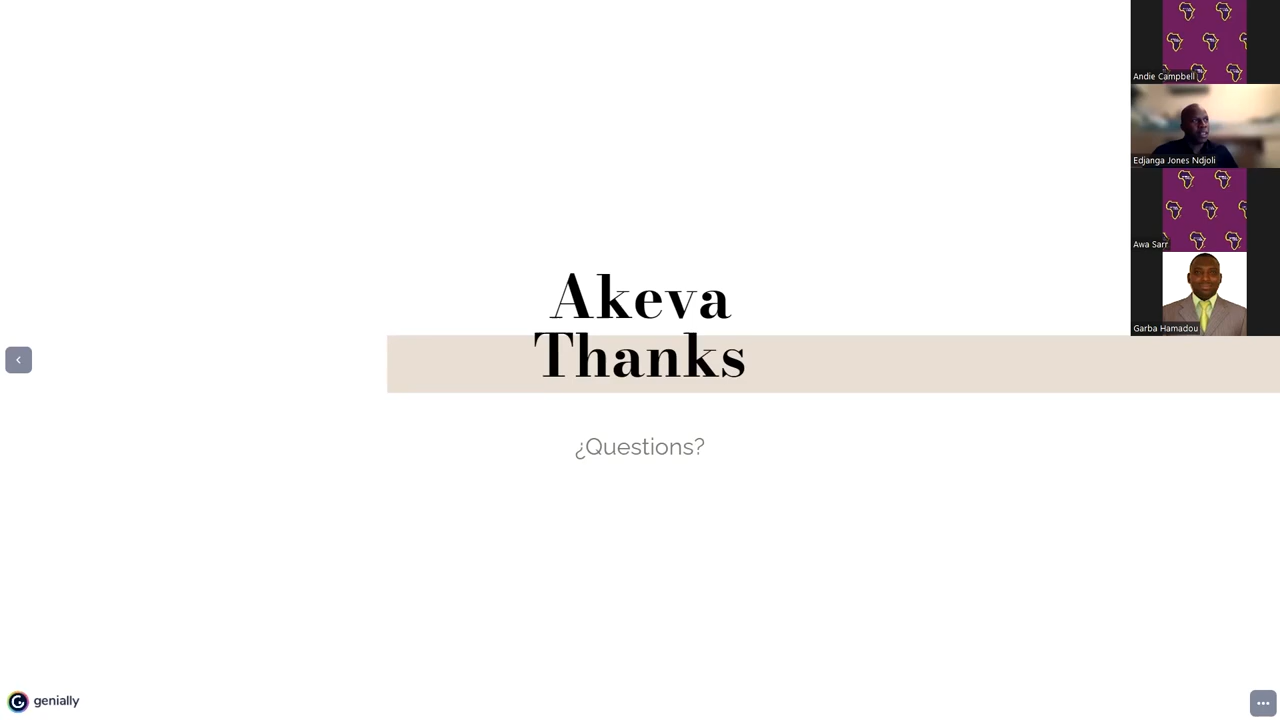 Andie Campbell
Edjanga Jones Ndjoli
Awa Sarr
Garba Hamadou
Akeva
Thanks
¿Questions?
genially